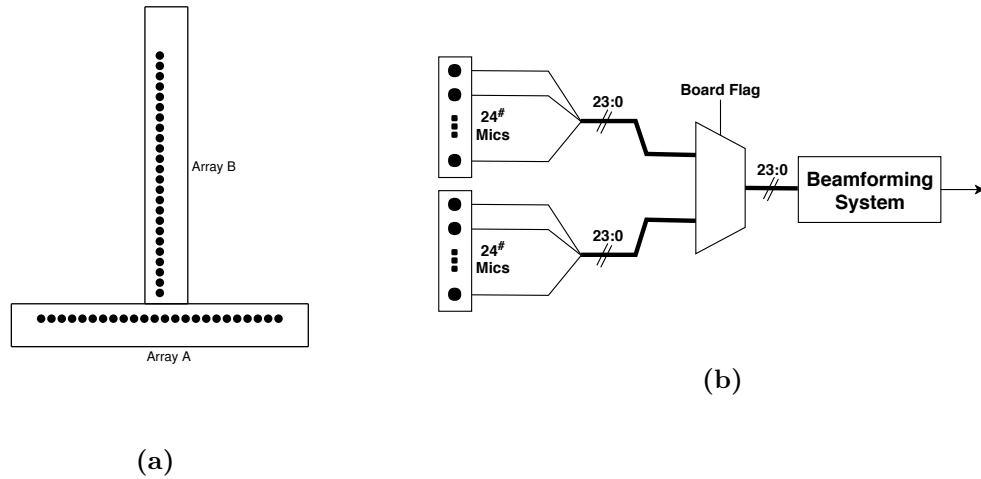 Array B
Array A
(a)
24#
Mics
23:0
Board Flag
23:0
Beamforming
System
24#
Mics
23:0
(b)